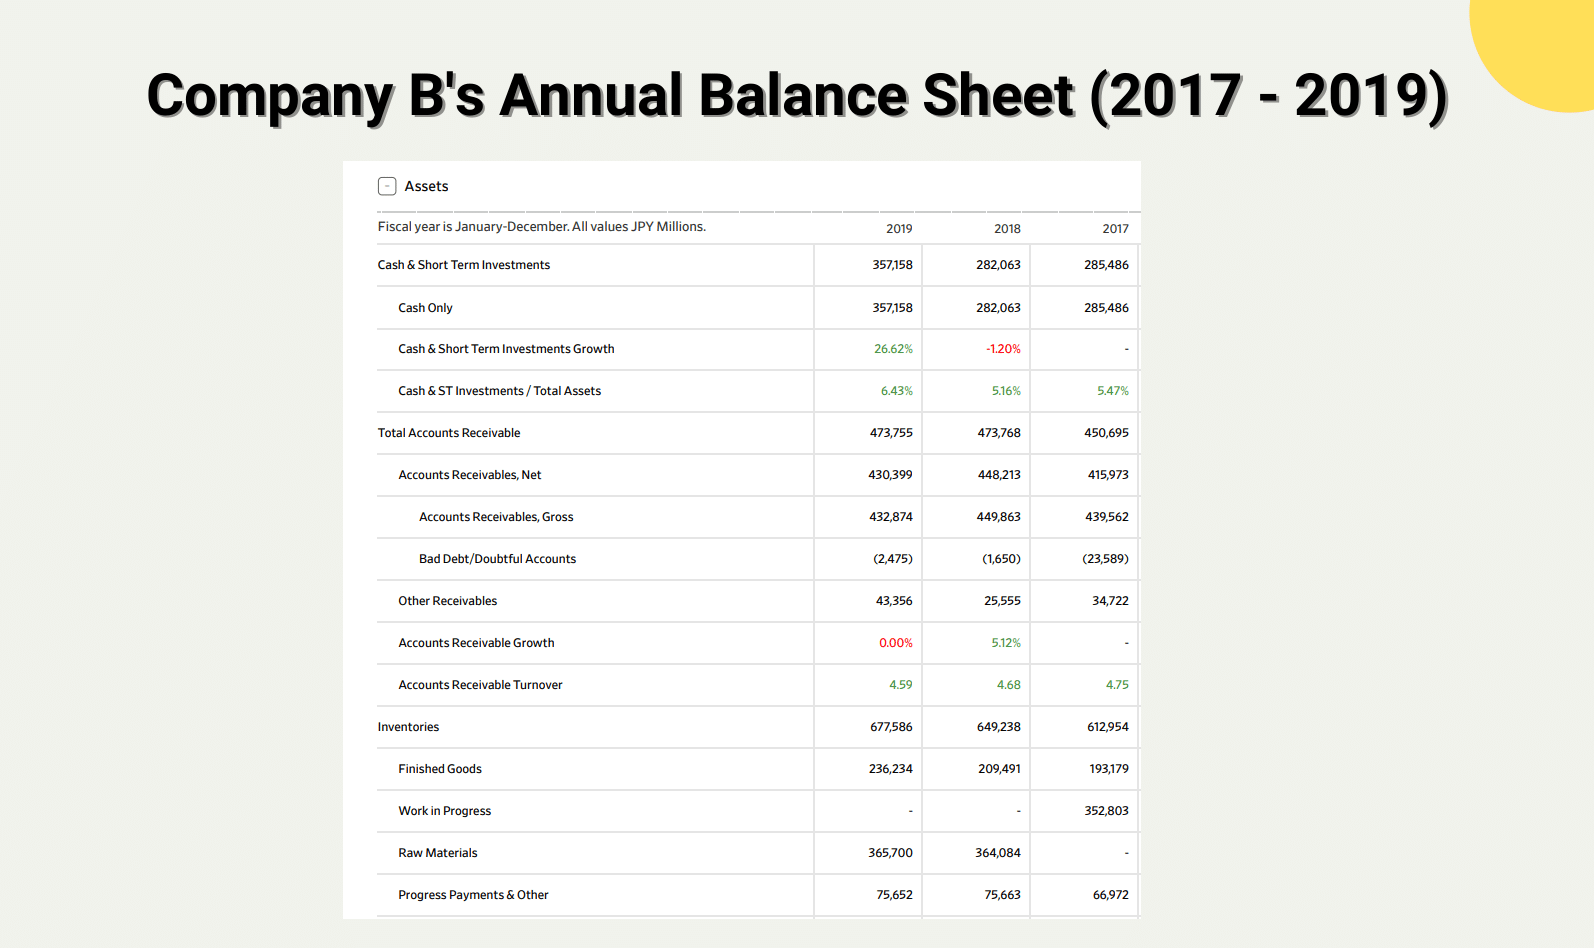 Company B's Annual Balance Sheet (2017 - 2019)
- Assets
Fiscal year is January-December. All values JPY Millions. 2019 2018 2017
Cash & Short Term Investments 357,158 282,063 285,486
Cash Only 357,158 282,063 285,486
Cash & Short Term Investments Growth 26.62% -1.20% -
Cash & ST Investments / Total Assets 6.43% 5.16% 5.47%
Total Accounts Receivable 473,755 473,768 450,695
Accounts Receivables, Net 430,399 448,213 415,973
Accounts Receivables, Gross 432,874 449,863 439,562
Bad Debt/Doubtful Accounts (2,475) (1,650) (23,589)
Other Receivables 43,356 25,555 34,722
Accounts Receivable Growth 0.00% 5.12% -
Accounts Receivable Turnover 4.59 4.68 4.75
Inventories 677,586 649,238 612,954
Finished Goods 236,234 209,491 193,179
Work in Progress - - 352,803
Raw Materials 365,700 364,084 -
Progress Payments & Other 75,652 75,663 66,972